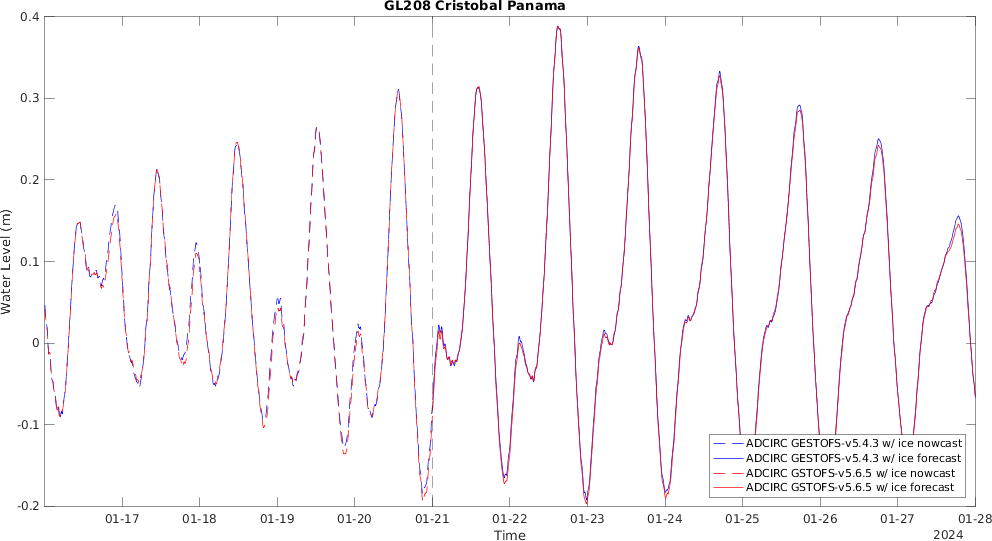 GL208 Cristobal Panama
0.4
0.3
0.2
0.1
0
-0.1
-0.2
Water Level (m)
ADCIRC GESTOFS-v5.4.3 w/ ice nowcast
ADCIRC GESTOFS-v5.4.3 w/ ice forecast
ADCIRC GSTOFS-v5.6.5 w/ ice nowcast
ADCIRC GSTOFS-v5.6.5 w/ ice forecast
01-17 01-18 01-19 01-20 01-21 01-22 01-23 01-24 01-25 01-26 01-27 01-28
Time
2024